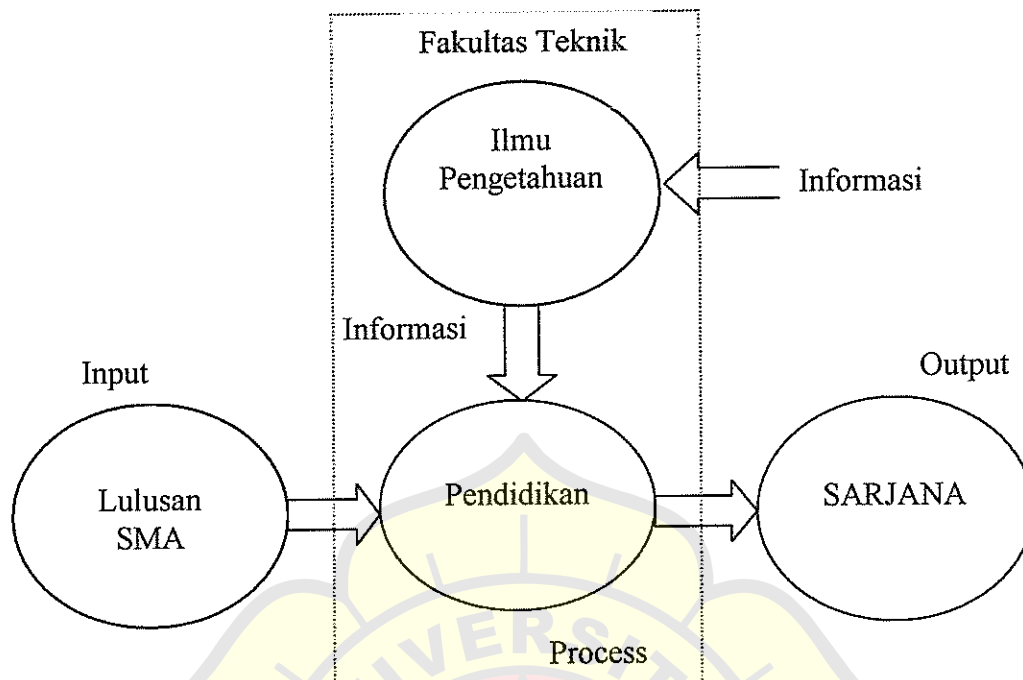 Fakultas Teknik
Ilmu
Pengetahuan
Informasi
Informasi
Input
Output
Lulusan
SMA
Pendidikan
SARJANA
Process